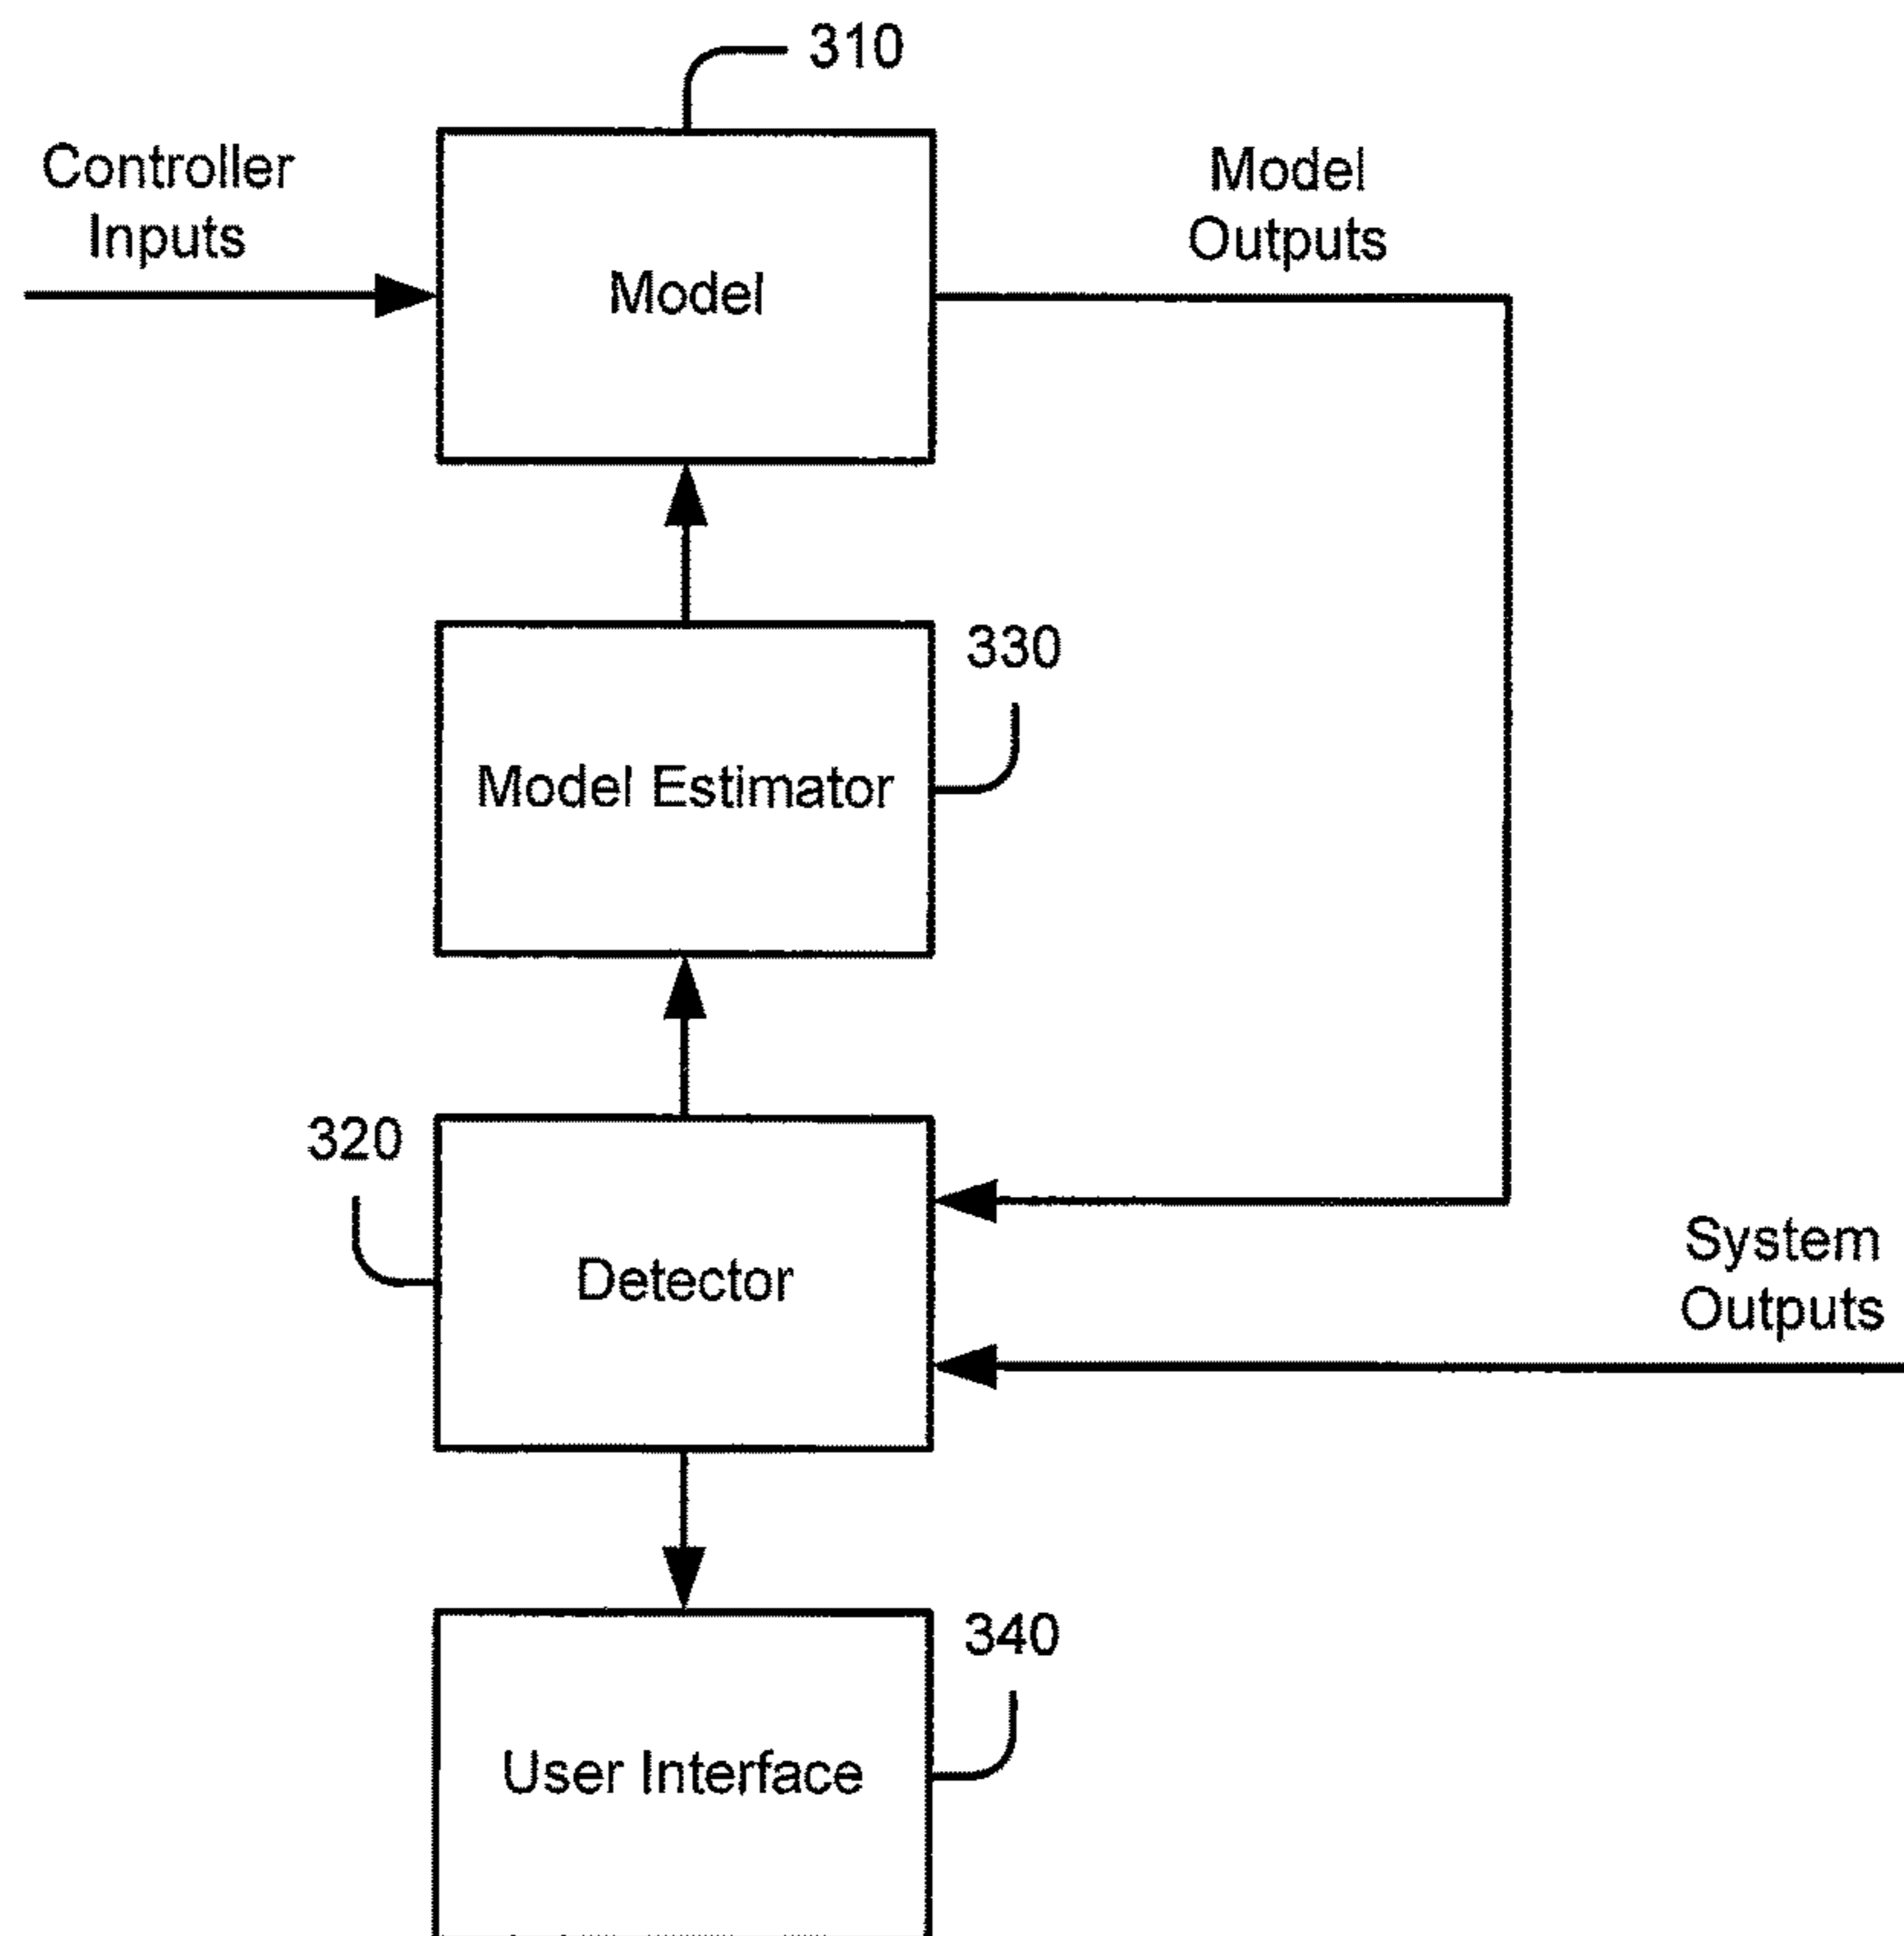 310
Controller
Inputs
Model
Outputs
Model
330
Model Estimator
320
Detector
System
Outputs
340
User Interface